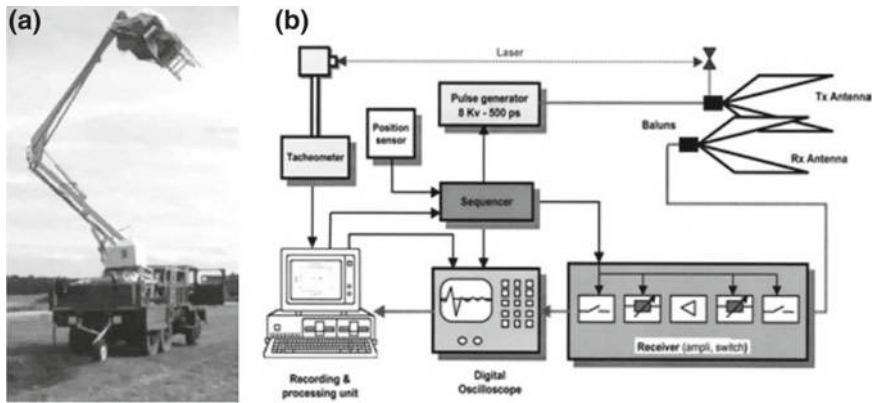 (a)
(b)
Laser
Pulse generator
8 Kv - 500 ps
Tx Antenna
Position
sensor
Baluns
Tacheometer
Rx Antenna
Sequencer
Receiver (ampli, switch)
Recording &
processing unit
Digital
Oscilloscope